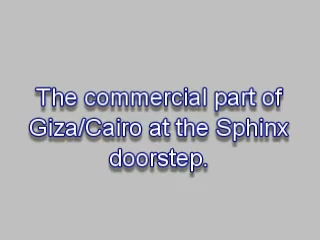 The commercial part of
Giza/Cairo at the Sphinx
doorstep.